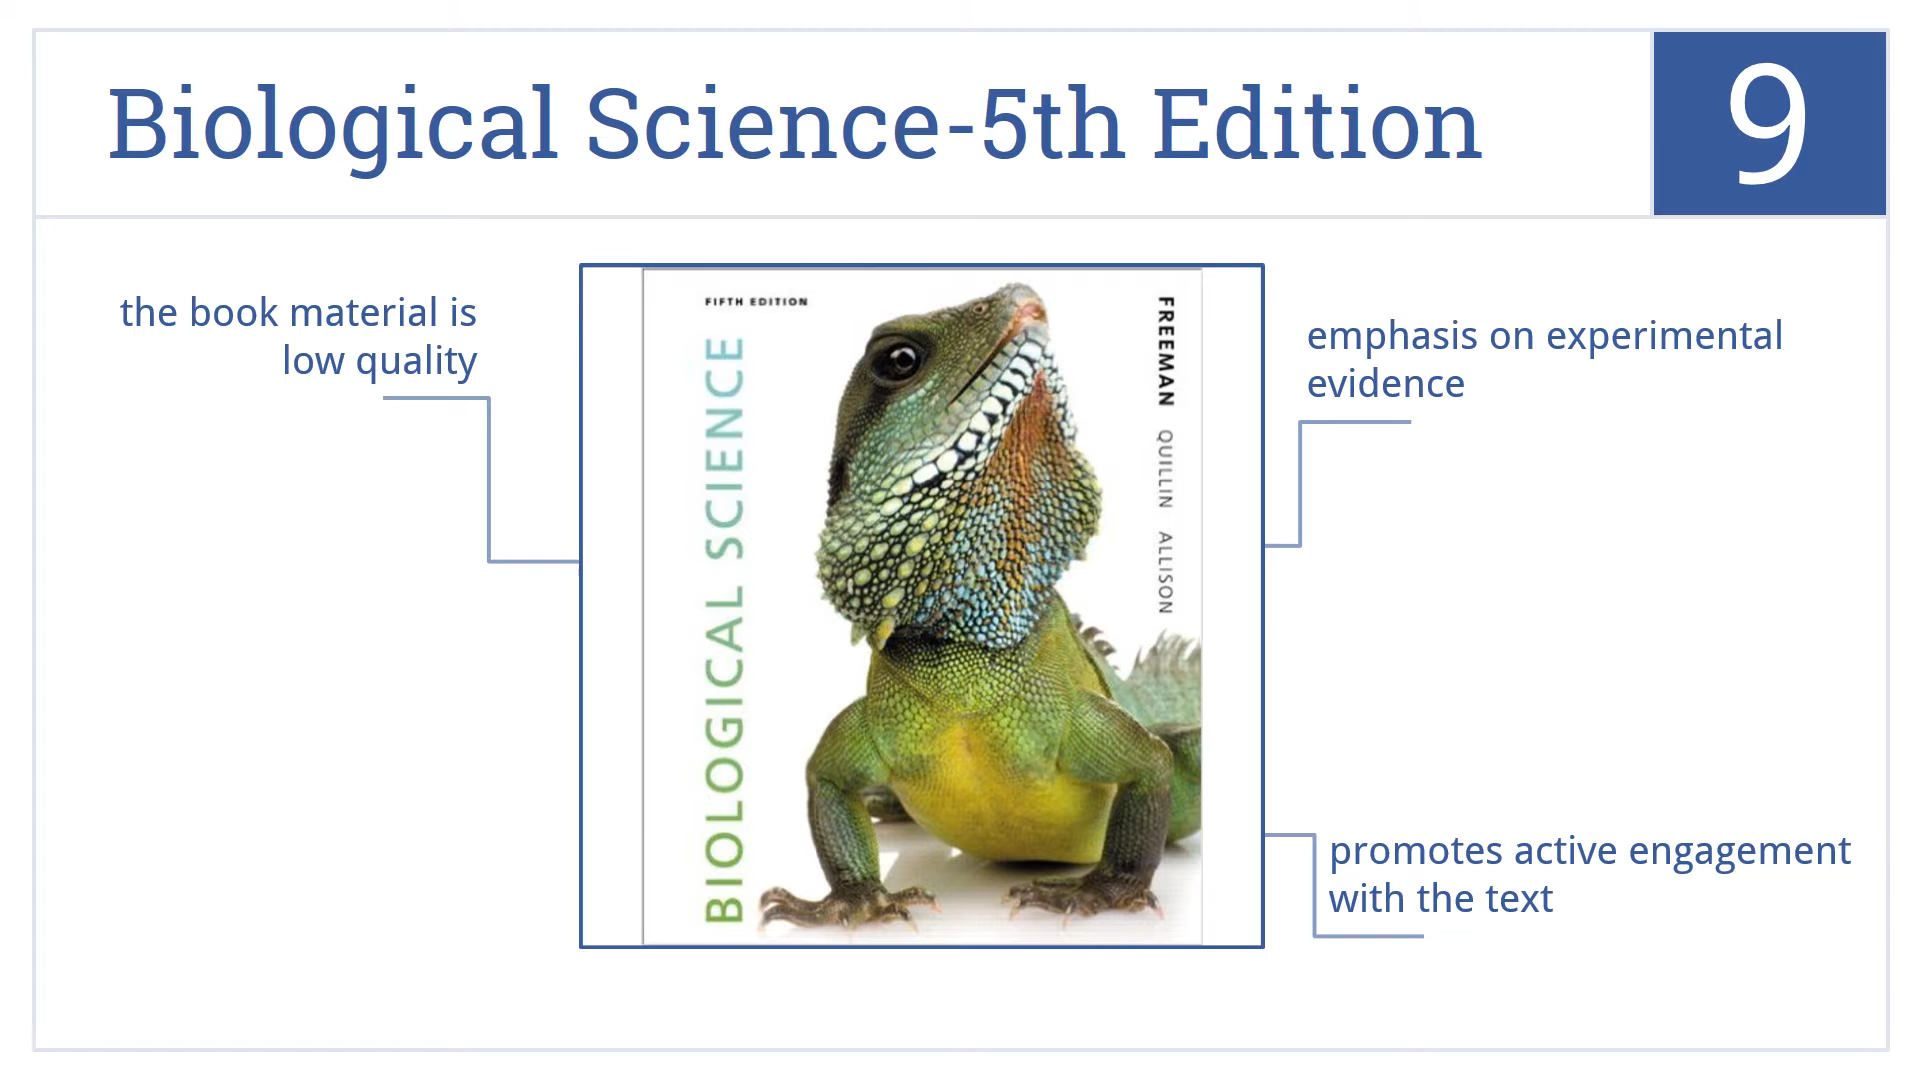 Biological Science-5th Edition
9
the book material is
low quality
FIFTH EDITION
BIOLOGICAL SCIENCE
FREEMAN QUILLIN ALLISON
emphasis on experimental
evidence
promotes active engagement
with the text